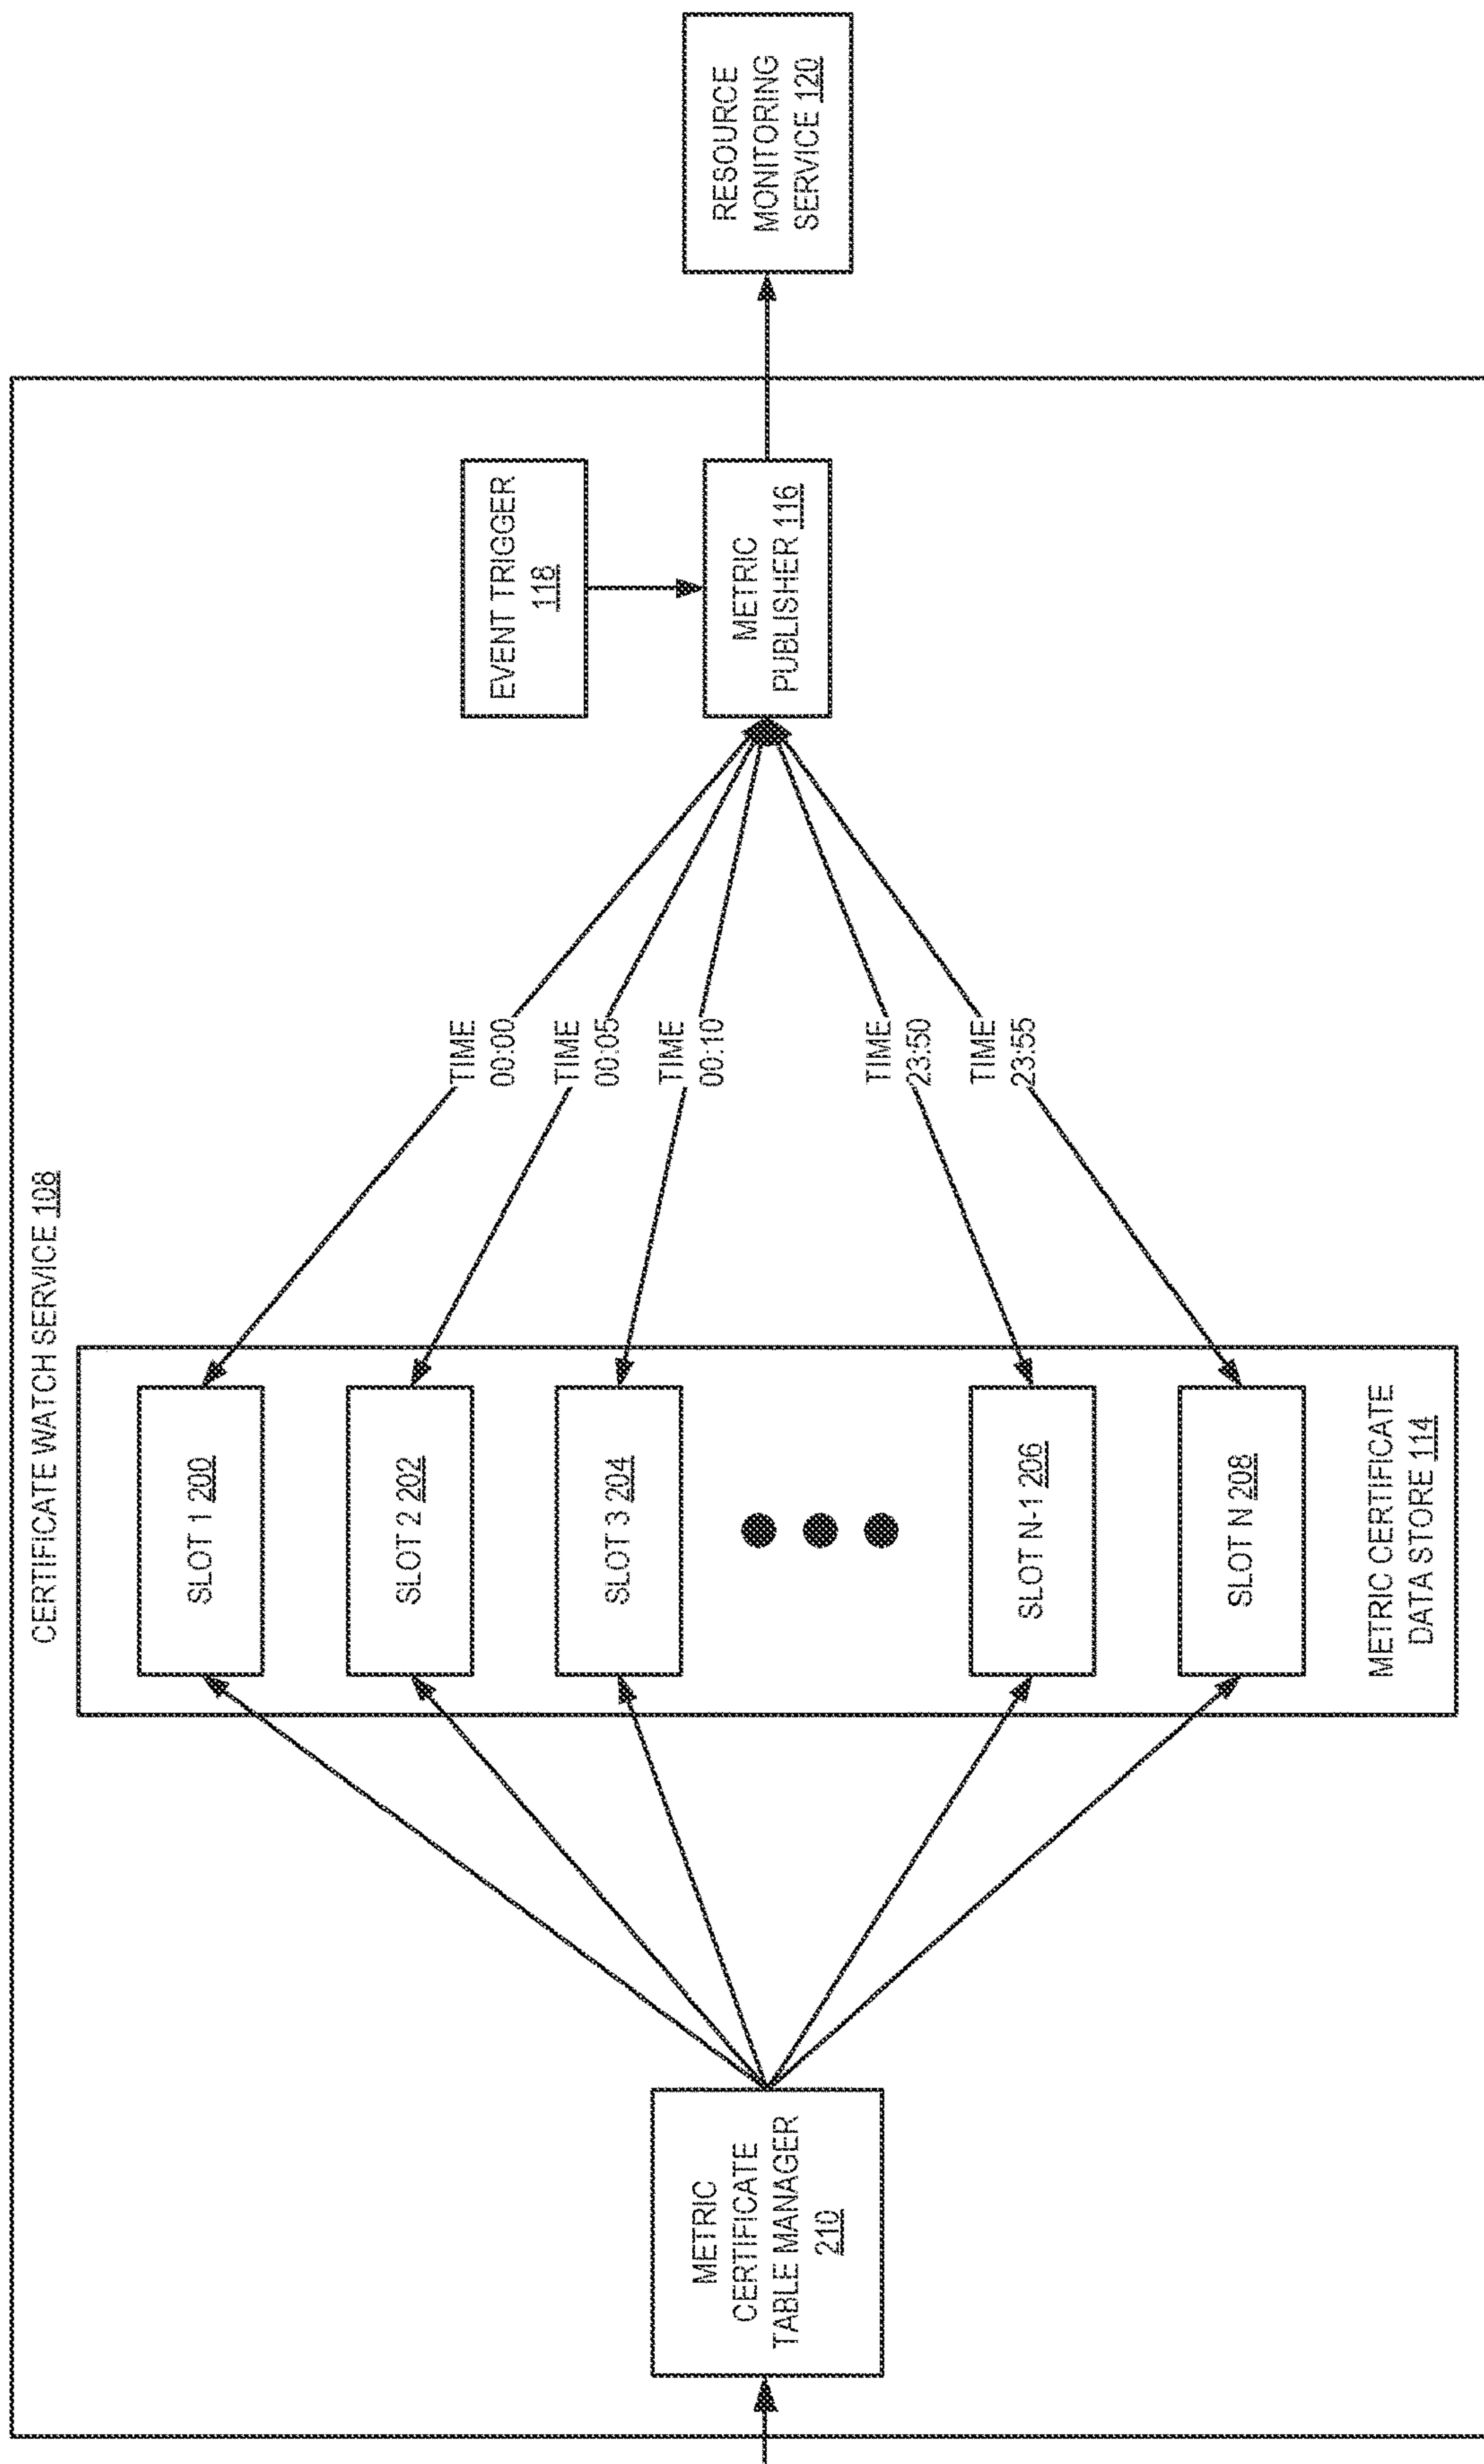 CERTIFICATE WATCH SERVICE 108
METRIC
CERTIFICATE
TABLE MANAGER
210
SLOT 1 200
SLOT 2 202
SLOT 3 204
SLOT N-1 206
SLOT N 208
METRIC CERTIFICATE
DATA STORE 114
TIME
00:00
TIME
00:05
TIME
00:10
TIME
23:50
TIME
23:55
EVENT TRIGGER
118
METRIC
PUBLISHER 116
RESOURCE
MONITORING
SERVICE 120